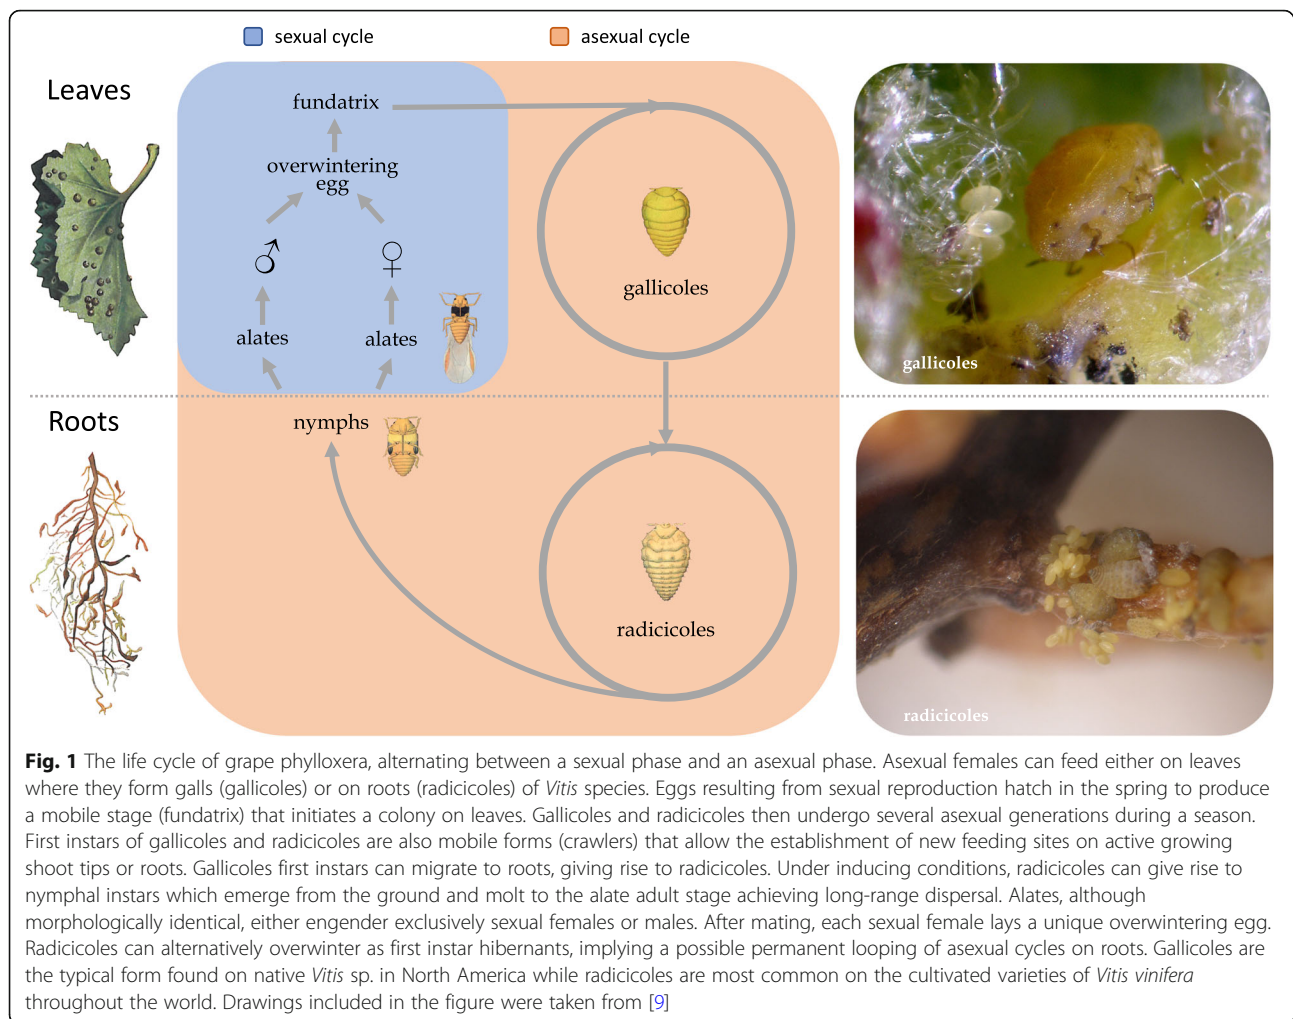 sexual cycle
asexual cycle
Leaves
fundatrix
overwintering
egg
♂ ♀
alates
alates
gallicoles
gallicoles
Roots
nymphs
radicicoles
radicicoles
Fig. 1 The life cycle of grape phylloxera, alternating between a sexual phase and an asexual phase. Asexual females can feed either on leaves
where they form galls (gallicoles) or on roots (radicicoles) of Vitis species. Eggs resulting from sexual reproduction hatch in the spring to produce
a mobile stage (fundatrix) that initiates a colony on leaves. Gallicoles and radicicoles then undergo several asexual generations during a season.
First instars of gallicoles and radicicoles are also mobile forms (crawlers) that allow the establishment of new feeding sites on active growing
shoot tips or roots. Gallicoles first instars can migrate to roots, giving rise to radicicoles. Under inducing conditions, radicicoles can give rise to
nymphal instars which emerge from the ground and molt to the alate adult stage achieving long-range dispersal. Alates, although
morphologically identical, either engender exclusively sexual females or males. After mating, each sexual female lays a unique overwintering egg.
Radicicoles can alternatively overwinter as first instar hibernants, implying a possible permanent looping of asexual cycles on roots. Gallicoles are
the typical form found on native Vitis sp. in North America while radicicoles are most common on the cultivated varieties of Vitis vinifera
throughout the world. Drawings included in the figure were taken from [9]